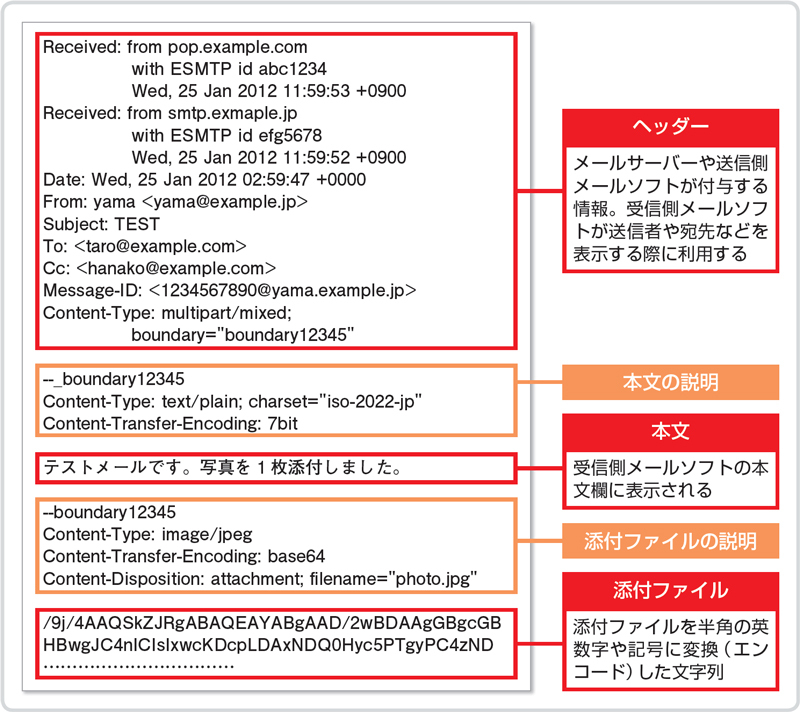 Received: from pop.example.com
with ESMTP id abc1234
Wed, 25 Jan 2012 11:59:53 +0900
Received: from smtp.exmaple.jp
with ESMTP id efg5678
Wed, 25 Jan 2012 11:59:52 +0900
Date: Wed, 25 Jan 2012 02:59:47 +0000
From: yama <yama@example.jp>
Subject: TEST
To: <taro@example.com>
Cc: <hanako@example.com>
Message-ID: <1234567890@yama.example.jp>
Content-Type: multipart/mixed;
boundary="boundary12345"
ヘッダー
メールサーバーや送信側
メールソフトが付与する
情報。受信側メールソフ
トが送信者や宛先などを
表示する際に利用する
--_boundary12345
Content-Type: text/plain; charset="iso-2022-jp"
Content-Transfer-Encoding: 7bit
本文の説明
テストメールです。写真を1枚添付しました。
本文
受信側メールソフトの本
文欄に表示される
--boundary12345
Content-Type: image/jpeg
Content-Transfer-Encoding: base64
Content-Disposition: attachment; filename="photo.jpg"
添付ファイルの説明
/9j/4AAQSkZJRgABAQEAYABgAAD/2wBDAAgGBgcGB
HBwgJC4nICIsIxwcKDcpLDAxNDQ0Hyc5PTgyPC4zND
……………………………
添付ファイル
添付ファイルを半角の英
数字や記号に変換（エン
コード）した文字列